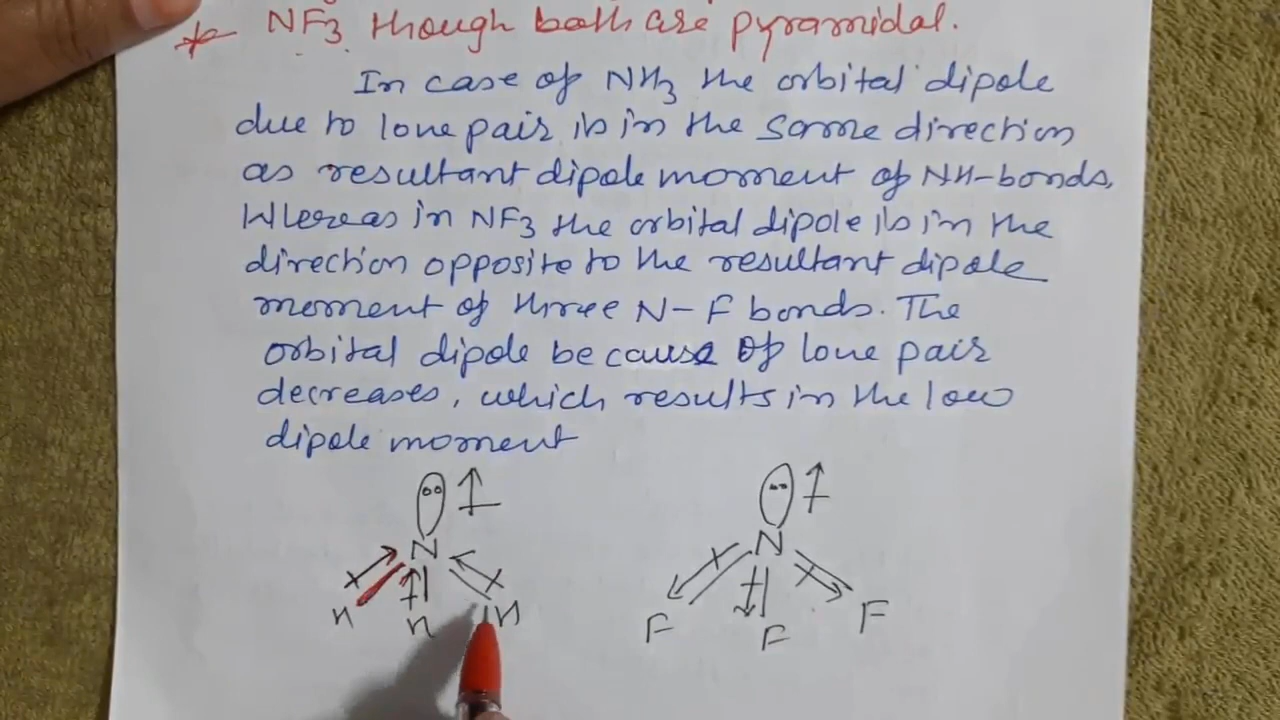 NF3 though both are pyramidal.
In case of NH3 the orbital dipole
due to lone pair is in the same direction
as resultant dipole moment of NH-bonds,
Whereas in NF3 the orbital dipole is in the
direction opposite to the resultant dipole
moment of three N-F bonds. The
orbital dipole because of lone pair
decreases, which results in the low
dipole moment
N N
H H H F F F